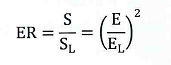 ER = S/S_L = (E/E_L)^2